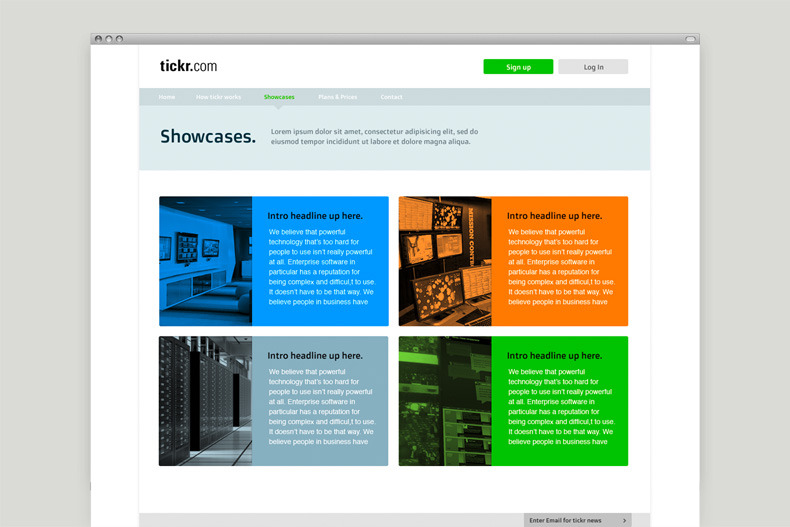 tickr.com
Sign up
Log In
Home
How tickr works
Showcases
Plans & Prices
Contact
Showcases.
Lorem ipsum dolor sit amet, consectetur adipisicing elit, sed do
eiusmod tempor incididunt ut labore et dolore magna aliqua.
Intro headline up here.
We believe that powerful
technology that's too hard for
people to use isn't really powerful
at all. Enterprise software in
particular has a reputation for
being complex and difficul,t to use.
It doesn't have to be that way. We
believe people in business have
MISSION CONT
Intro headline up here.
We believe that powerful
technology that's too hard for
people to use isn't really powerful
at all. Enterprise software in
particular has a reputation for
being complex and difficul,t to use.
It doesn't have to be that way. We
believe people in business have
Intro headline up here.
We believe that powerful
technology that's too hard for
people to use isn't really powerful
at all. Enterprise software in
particular has a reputation for
being complex and difficul,t to use.
It doesn't have to be that way. We
believe people in business have
Intro headline up here.
We believe that powerful
technology that's too hard for
people to use isn't really powerful
at all. Enterprise software in
particular has a reputation for
being complex and difficul,t to use.
It doesn't have to be that way. We
believe people in business have
Enter Email for tickr news